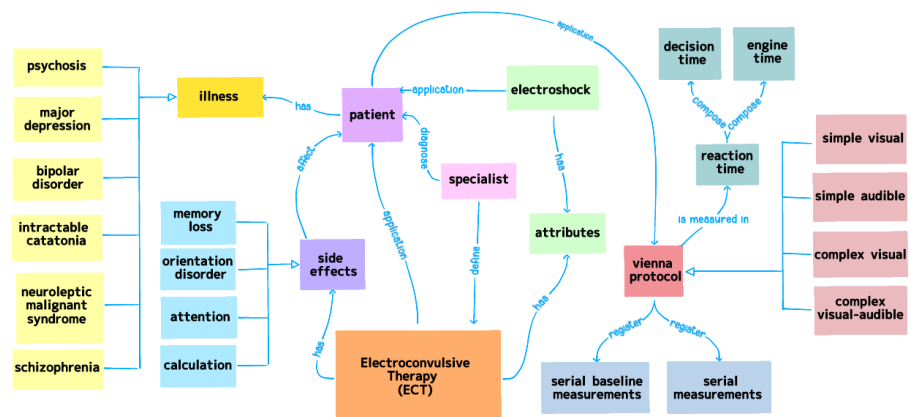 psychosis
major
depression
bipolar
disorder
intractable
catatonia
neuroleptic
malignant
syndrome
schizophrenia
illness
has
patient
application
application
electroshock
diagnose
specialist
affect
application
define
has
attributes
has
memory
loss
orientation
disorder
attention
calculation
side
effects
has
Electroconvulsive
Therapy
(ECT)
decision
time
engine
time
compose
compose
reaction
time
is measured in
vienna
protocol
simple visual
simple audible
complex visual
complex
visual-audible
register
register
serial baseline
measurements
serial
measurements